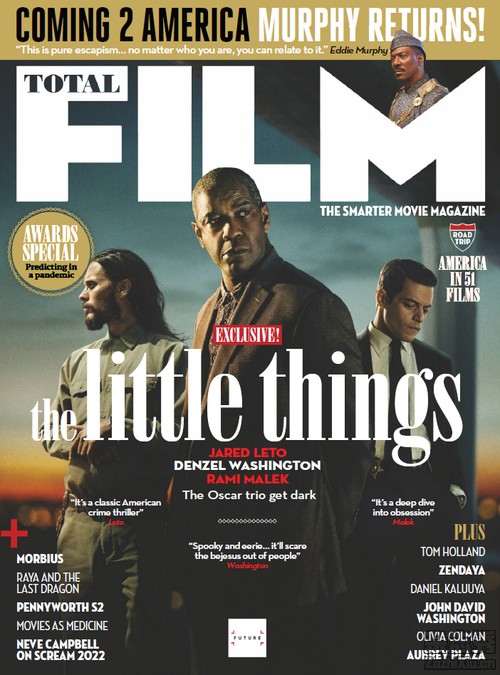 COMING 2 AMERICA MURPHY RETURNS!
“This is pure escapism... no matter who you are, you can relate to it.” Eddie Murphy
TOTAL
FILM
THE SMARTER MOVIE MAGAZINE
AWARDS
SPECIAL
Predicting in
a pandemic
ROAD
TRIP
AMERICA
IN 51
FILMS
EXCLUSIVE!
the little things
JARED LETO
DENZEL WASHINGTON
RAMI MALEK
The Oscar trio get dark
“It’s a classic American
crime thriller”
Leto
“It’s a deep dive
into obsession”
Malek
“Spooky and eerie... it’ll scare
the bejesus out of people”
Washington
+
MORBIUS
RAYA AND THE
LAST DRAGON
PENNYWORTH S2
MOVIES AS MEDICINE
NEVE CAMPBELL
ON SCREAM 2022
FUTURE
PLUS
TOM HOLLAND
ZENDAYA
DANIEL KALUUYA
JOHN DAVID
WASHINGTON
OLIVIA COLMAN
AUBREY PLAZA